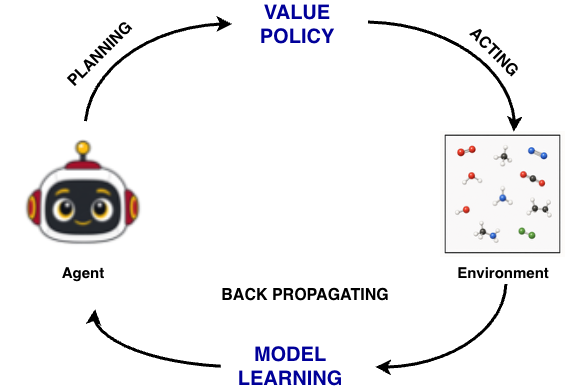 VALUE
POLICY
PLANNING
ACTING
Agent
Environment
BACK PROPAGATING
MODEL
LEARNING